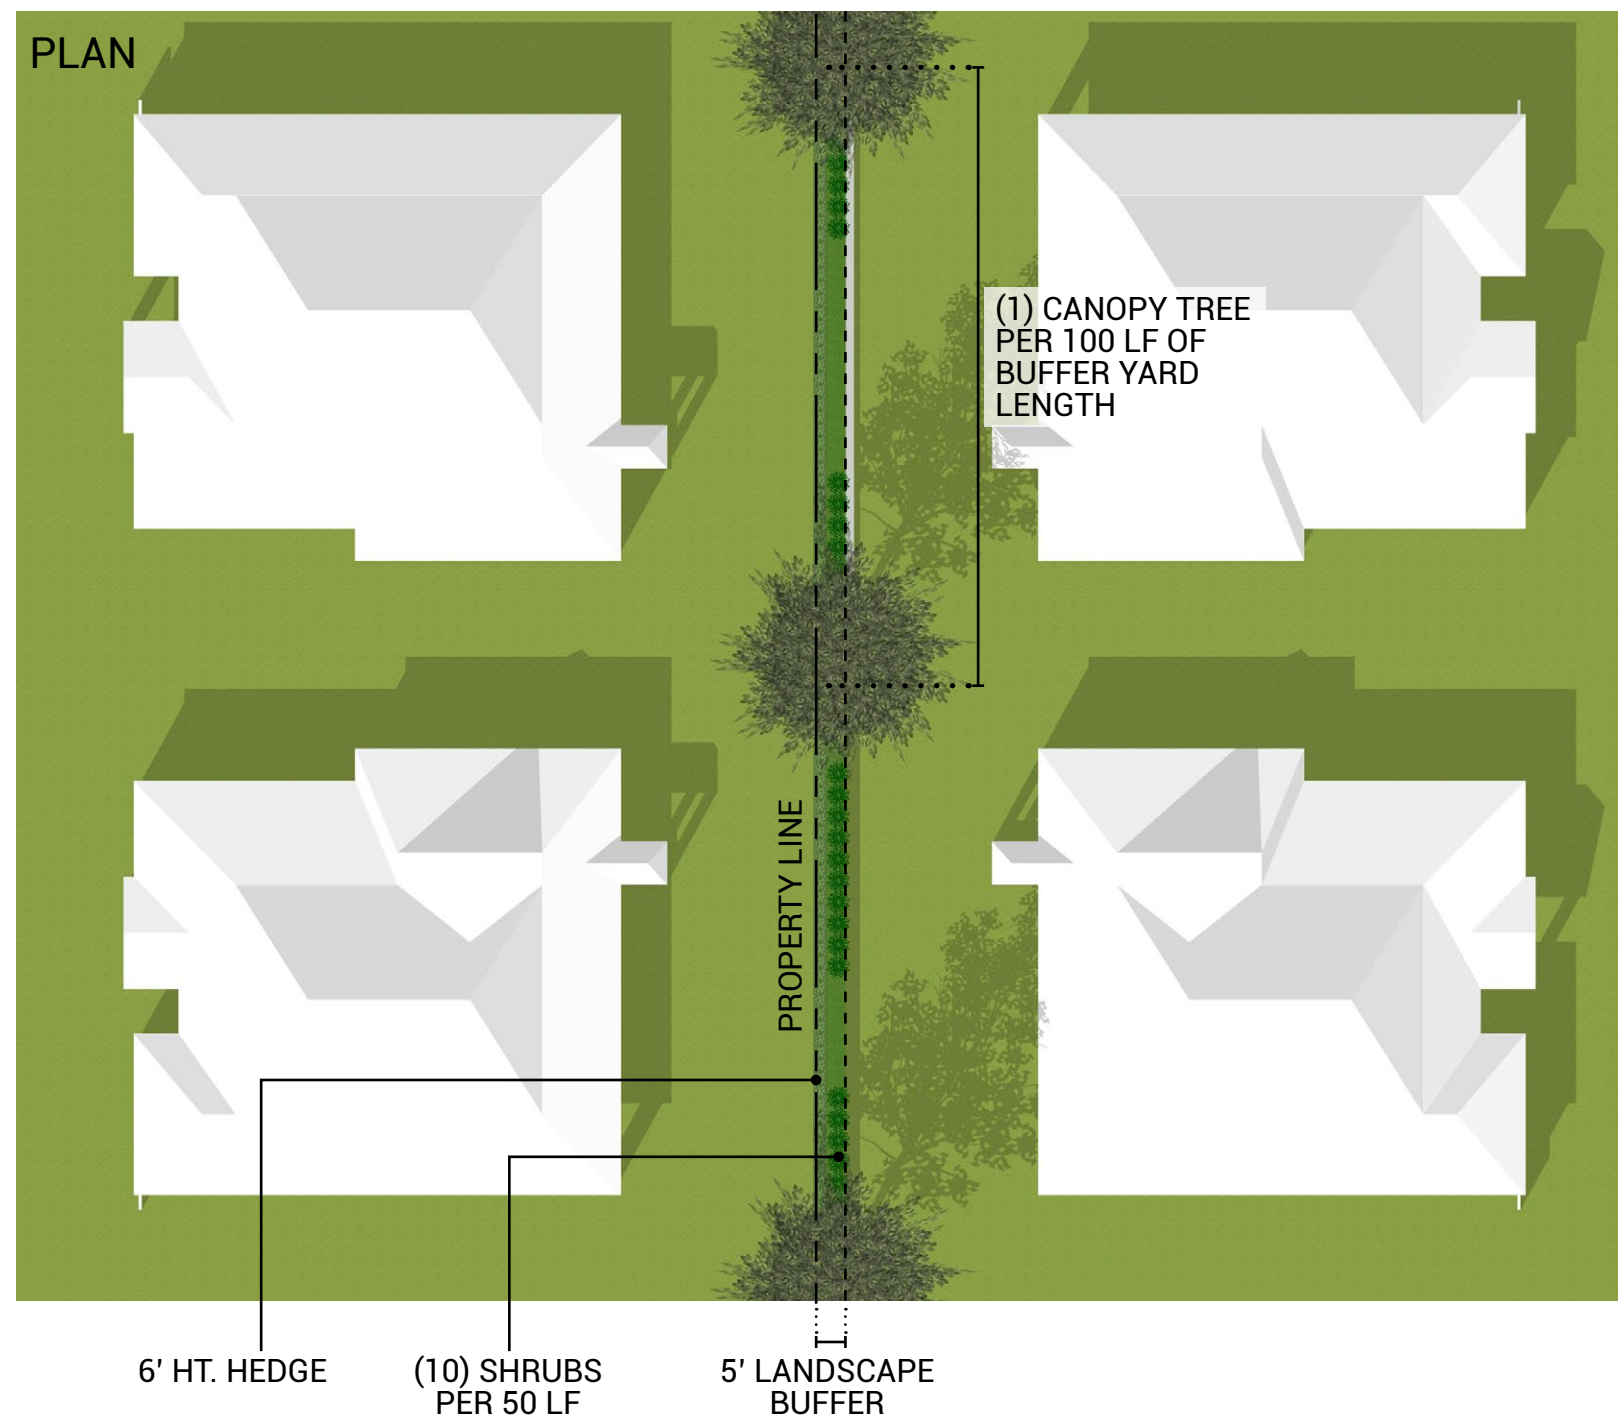 PLAN
(1) CANOPY TREE
PER 100 LF OF
BUFFER YARD
LENGTH
PROPERTY LINE
6' HT. HEDGE
(10) SHRUBS
PER 50 LF
5' LANDSCAPE
BUFFER